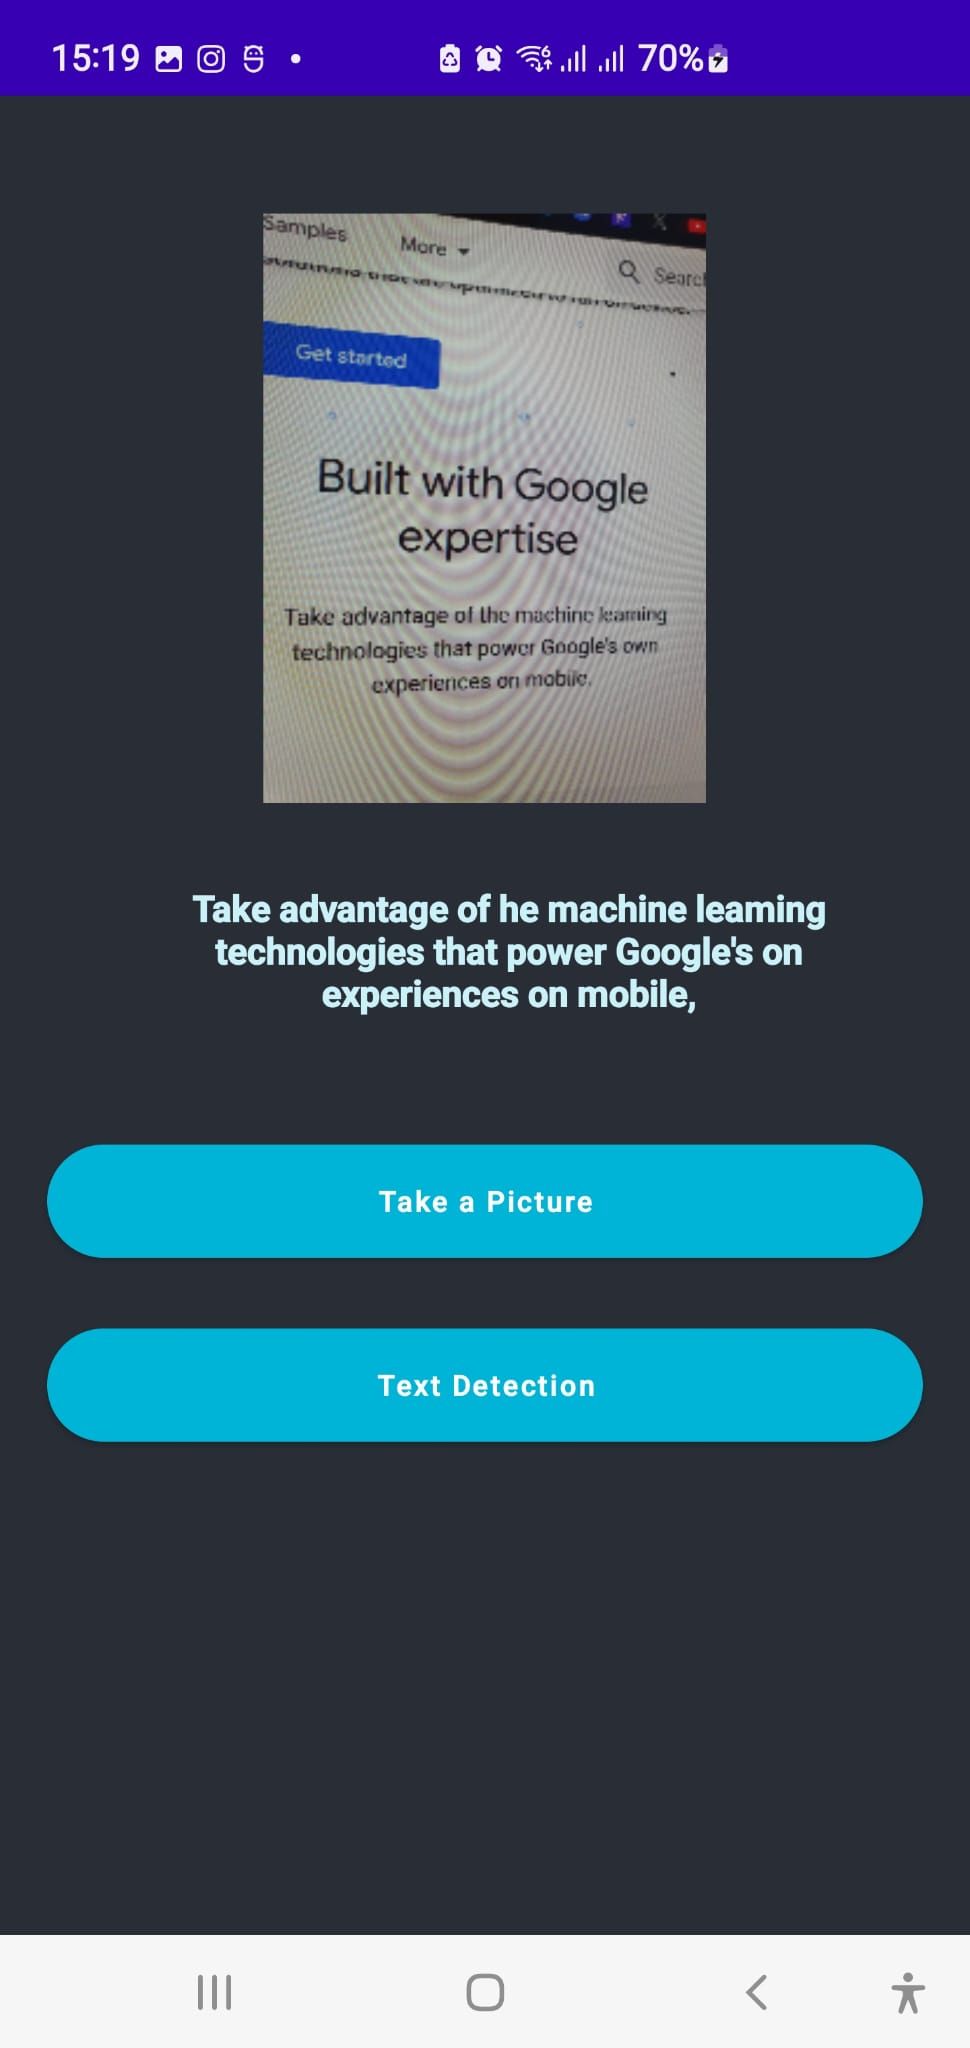 15:19
70%
Samples
More
Search
Get started
Built with Google
expertise
Take advantage of the machine learning
technologies that power Google's own
experiences on mobile.
Take advantage of he machine leaming
technologies that power Google's on
experiences on mobile,
Take a Picture
Text Detection